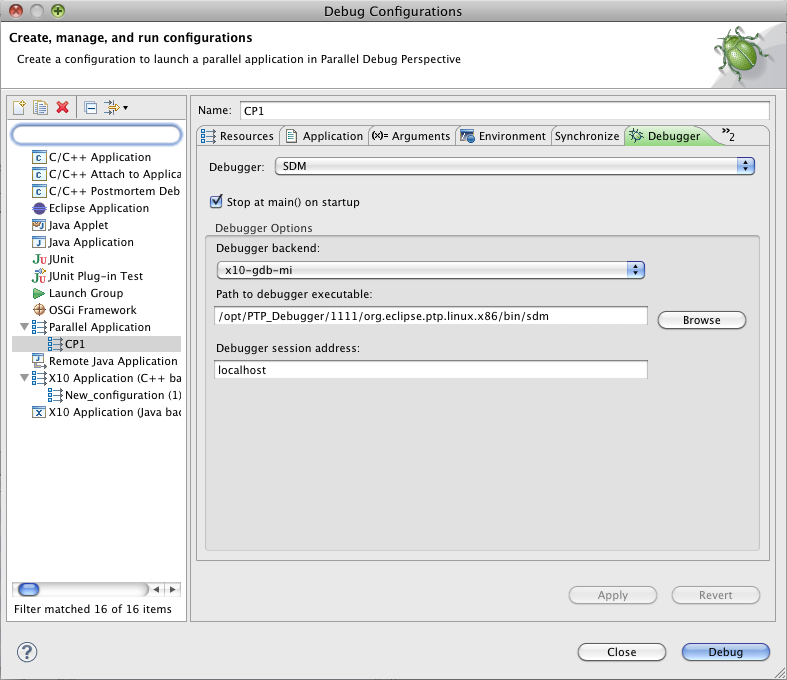 Debug Configurations
Create, manage, and run configurations
Create a configuration to launch a parallel application in Parallel Debug Perspective
Name: CP1
Resources Application (x)= Arguments Environment Synchronize Debugger »2
C/C++ Application
C/C++ Attach to Applica
C/C++ Postmortem Deb
Eclipse Application
Java Applet
Java Application
JUnit
JUnit Plug-in Test
Launch Group
OSGi Framework
Parallel Application
CP1
Remote Java Application
X10 Application (C++ ba
New_configuration (1)
X10 Application (Java bac
Filter matched 16 of 16 items
Debugger: SDM
Stop at main() on startup
Debugger Options
Debugger backend:
x10-gdb-mi
Path to debugger executable:
/opt/PTP_Debugger/1111/org.eclipse.ptp.linux.x86/bin/sdm
Browse
Debugger session address:
localhost
Apply Revert
? Close Debug